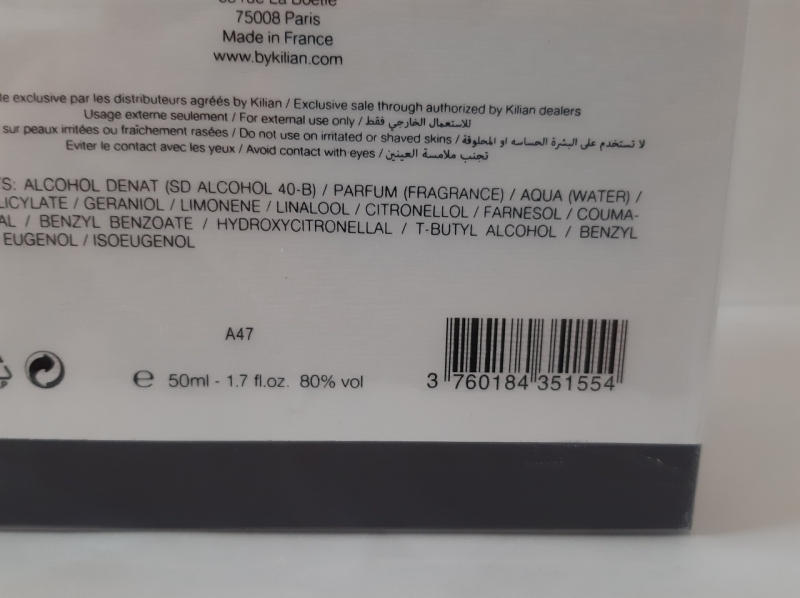 75008 Paris
Made in France
www.bykilian.com
exclusive par les distributeurs agréés by Kilian / Exclusive sale through authorized by Kilian dealers
Usage externe seulement / For external use only / للاستعمال الخارجي فقط
sur peaux irritées ou fraîchement rasées / Do not use on irritated or shaved skins / لا تستخدم على البشرة الحساسه او المحلوقة
Eviter le contact avec les yeux / Avoid contact with eyes / تجنب ملامسة العينين
ALCOHOL DENAT (SD ALCOHOL 40-B) / PARFUM (FRAGRANCE) / AQUA (WATER) /
/ GERANIOL / LIMONENE / LINALOOL / CITRONELLOL / FARNESOL / COUMA-
/ BENZYL BENZOATE / HYDROXYCITRONELLAL / T-BUTYL ALCOHOL / BENZYL
EUGENOL / ISOEUGENOL
A47
e 50ml - 1.7 fl.oz. 80% vol
3 760184 351554